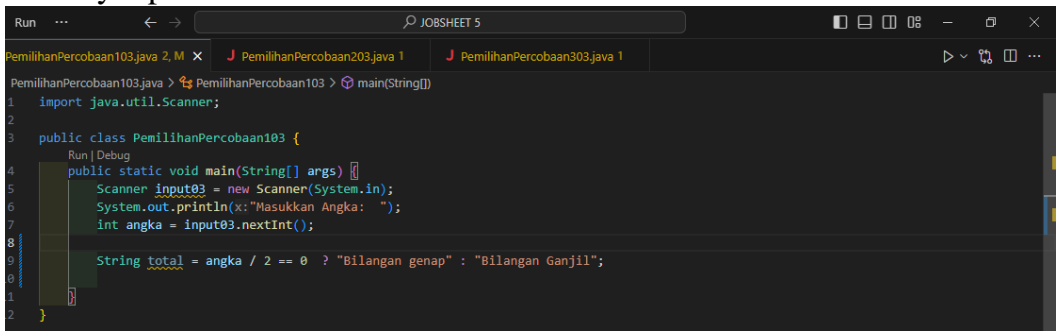 Run ··· ← → JOBSHEET 5
PemilihanPercobaan103.java 2, M X J PemilihanPercobaan203.java 1 J PemilihanPercobaan303.java 1
PemilihanPercobaan103.java > PemilihanPercobaan103 > main(String[])
1 import java.util.Scanner;
2
3 public class PemilihanPercobaan103 {
Run | Debug
4 public static void main(String[] args) {
5 Scanner input03 = new Scanner(System.in);
6 System.out.println(x:"Masukkan Angka:  ");
7 int angka = input03.nextInt();
8
9 String total = angka / 2 == 0  ? "Bilangan genap" : "Bilangan Ganjil";
0
1 }
2 }